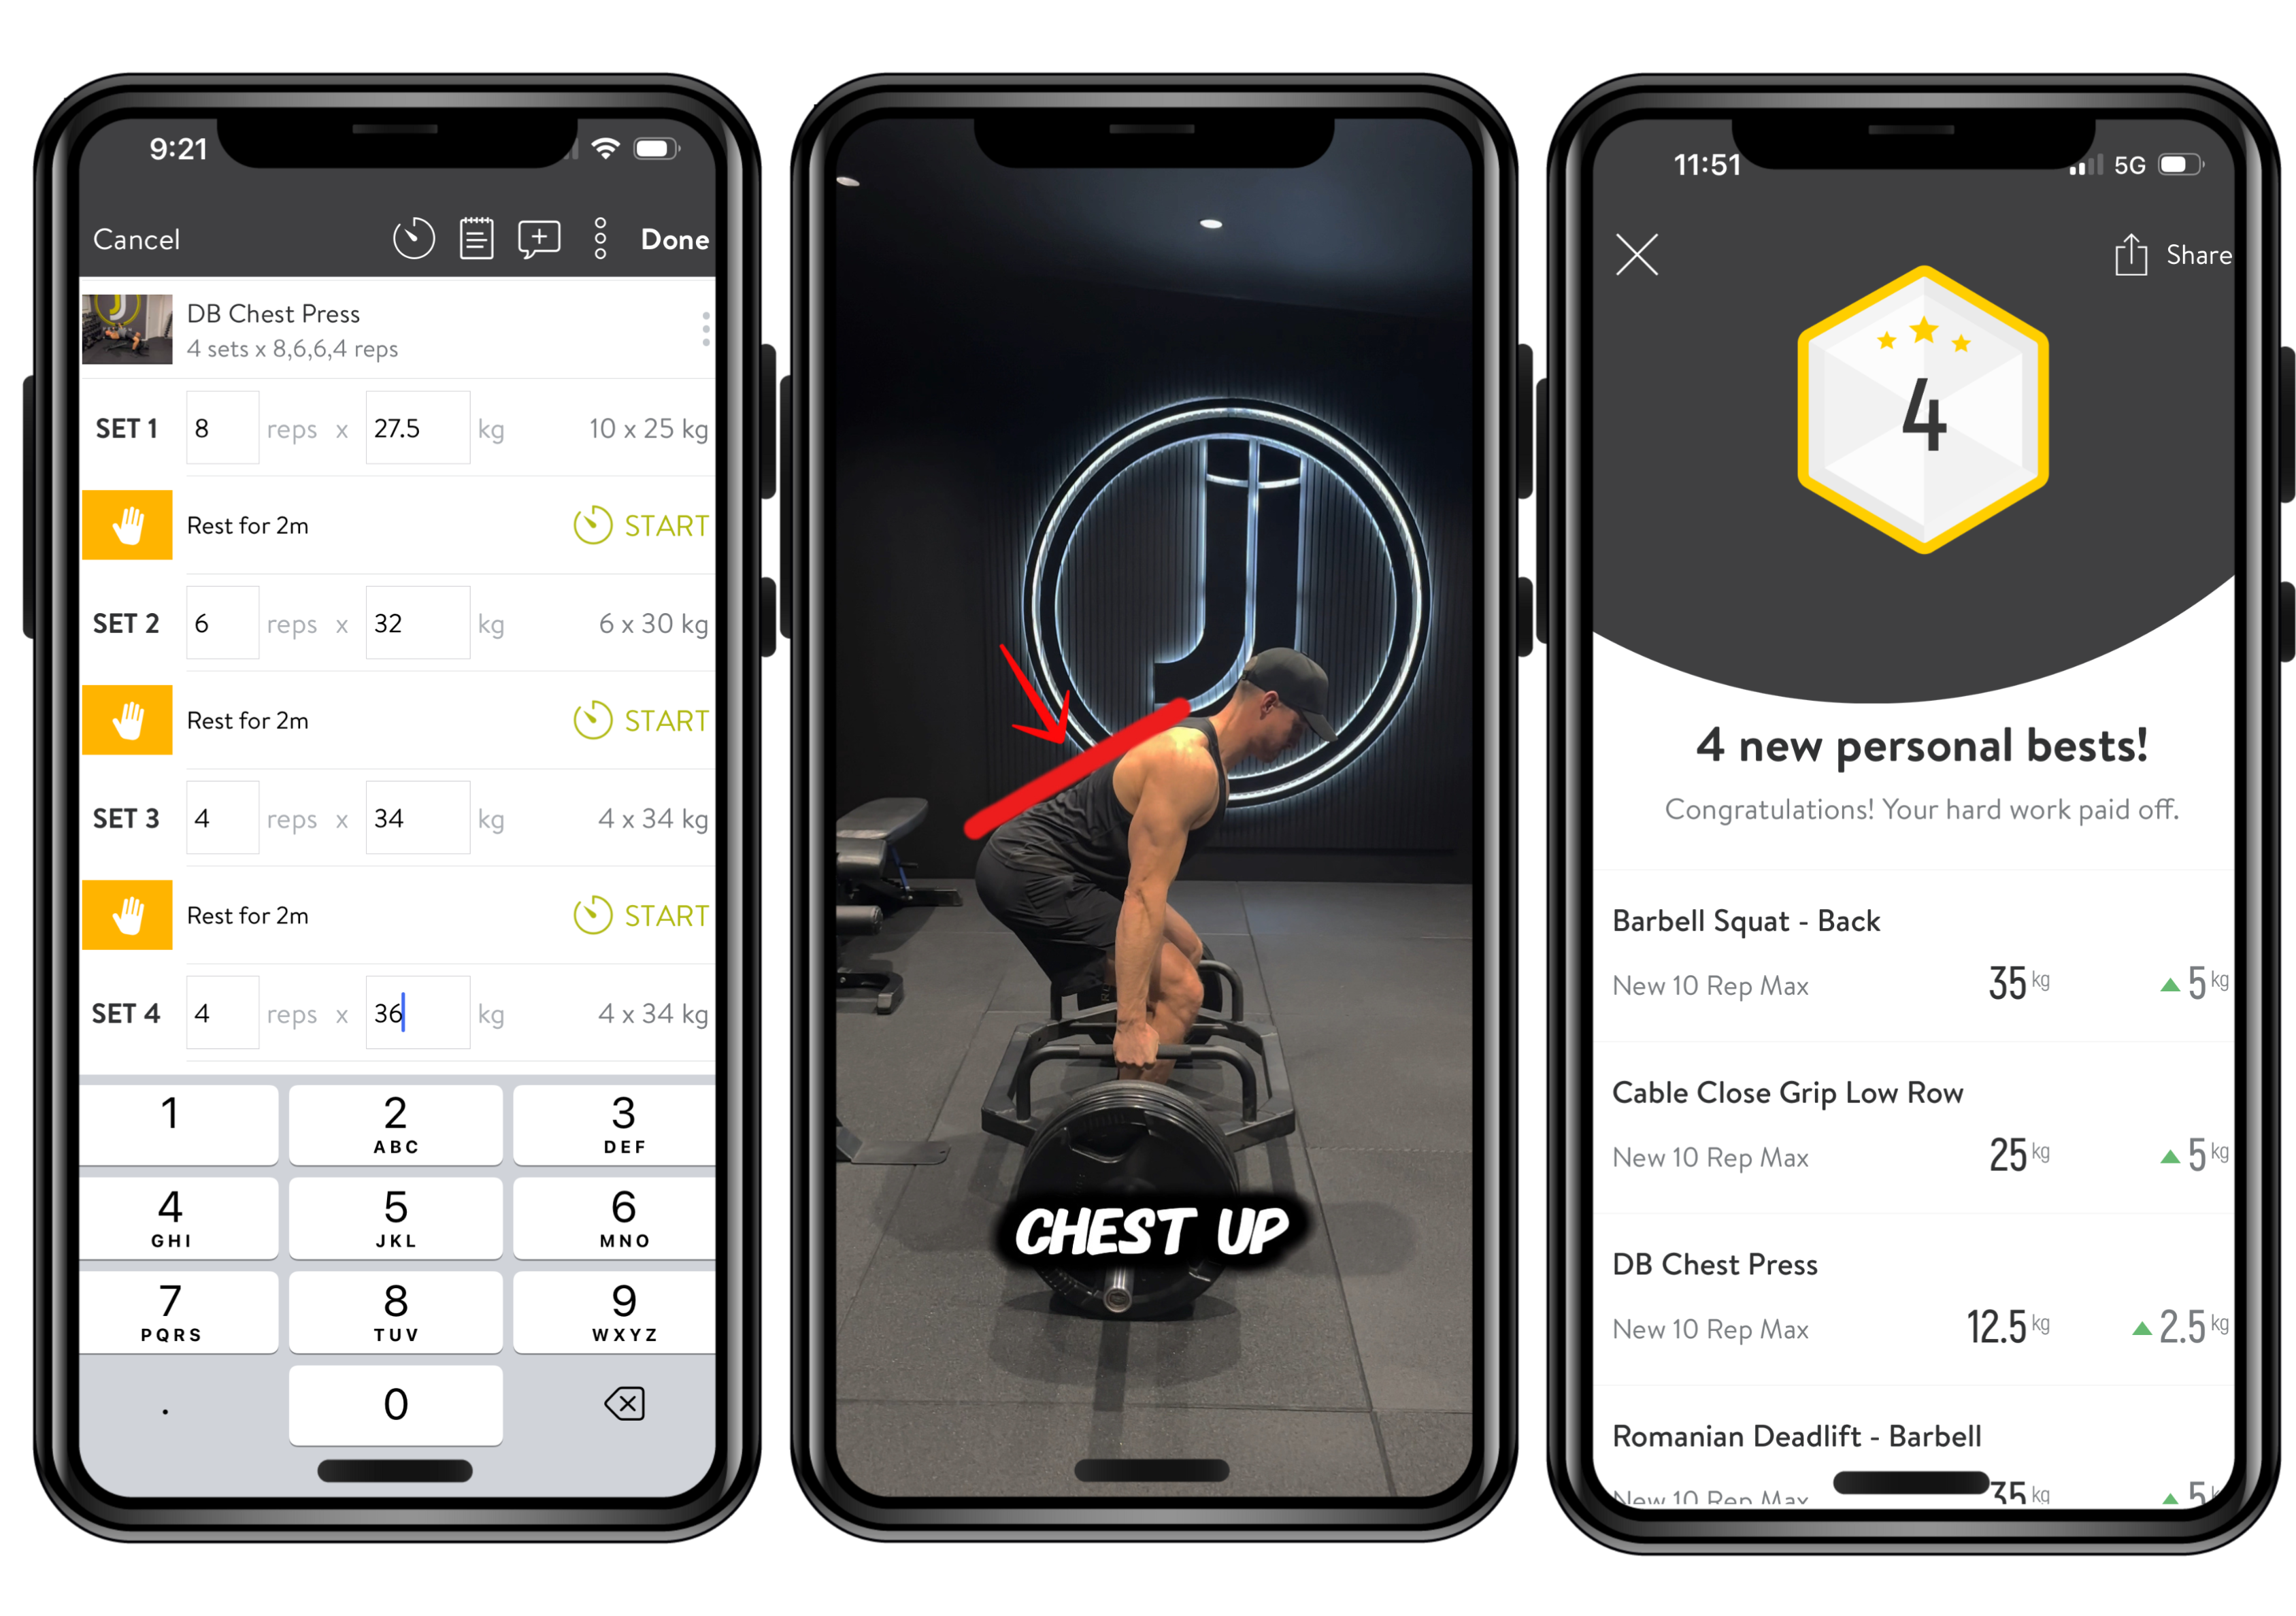 9:21
Cancel
Done
DB Chest Press
4 sets x 8,6,6,4 reps
SET 1 8 reps x 27.5 kg 10 x 25 kg
Rest for 2m START
SET 2 6 reps x 32 kg 6 x 30 kg
Rest for 2m START
SET 3 4 reps x 34 kg 4 x 34 kg
Rest for 2m START
SET 4 4 reps x 36 kg 4 x 34 kg
1 2 3
ABC DEF
4 5 6
GHI JKL MNO
7 8 9
PQRS TUV WXYZ
. 0
J
CHEST UP
11:51 5G
Share
4
4 new personal bests!
Congratulations! Your hard work paid off.
Barbell Squat - Back
New 10 Rep Max 35 kg 5 kg
Cable Close Grip Low Row
New 10 Rep Max 25 kg 5 kg
DB Chest Press
New 10 Rep Max 12.5 kg 2.5 kg
Romanian Deadlift - Barbell
New 10 Rep Max 35 kg 5